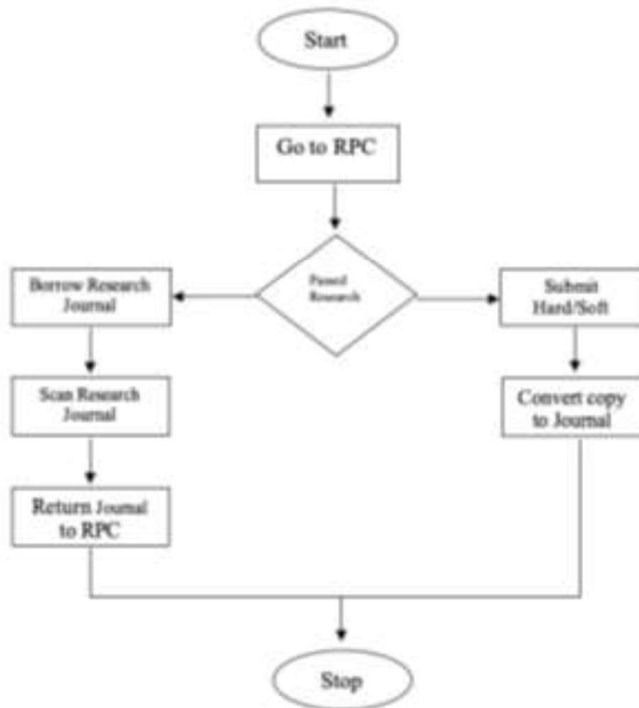 Start
Go to RPC
Passed
Research
Borrow Research
Journal
Submit
Hard/Soft
Scan Research
Journal
Convert copy
to Journal
Return Journal
to RPC
Stop